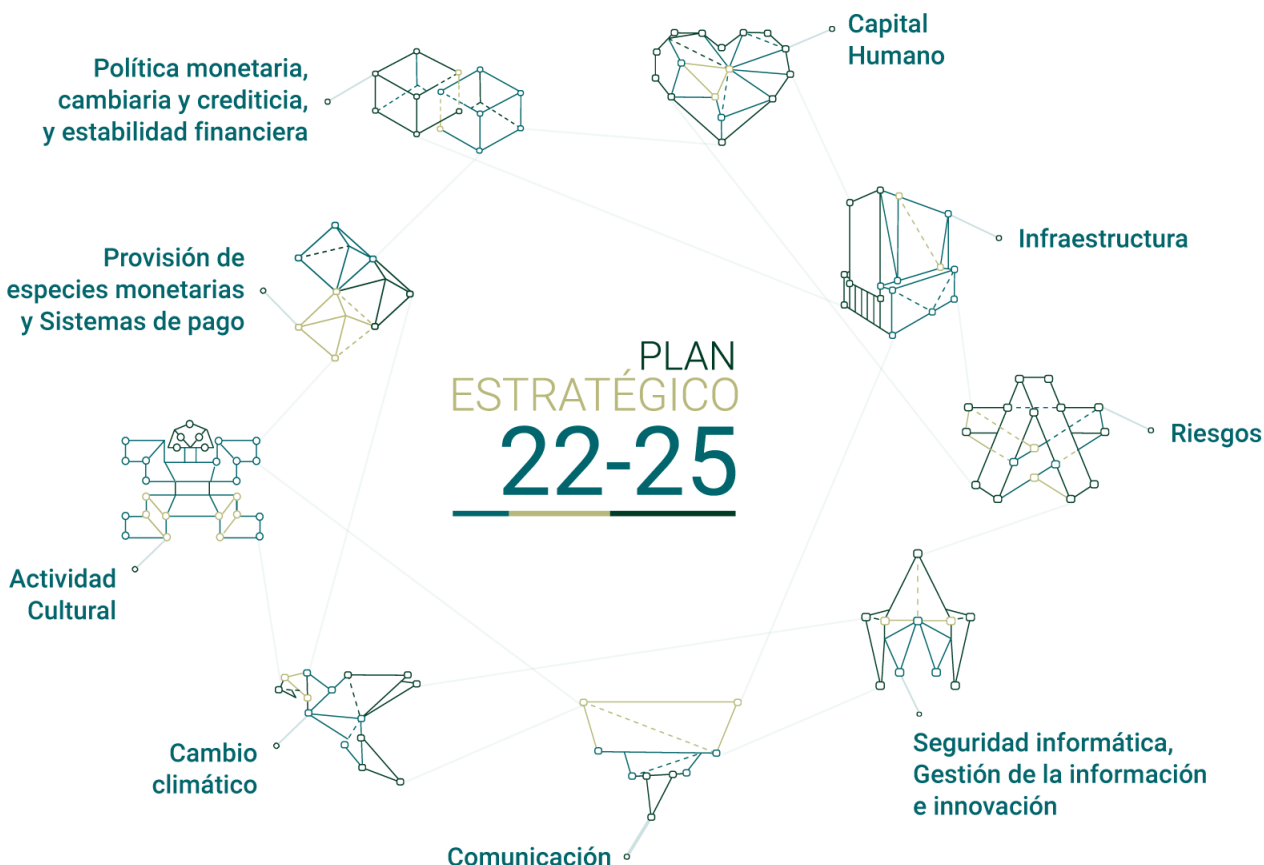 Política monetaria,
cambiaria y crediticia,
y estabilidad financiera
Capital
Humano
Provisión de
especies monetarias
y Sistemas de pago
Infraestructura
PLAN
ESTRATÉGICO
22-25
Riesgos
Actividad
Cultural
Cambio
climático
Seguridad informática,
Gestión de la información
e innovación
Comunicación